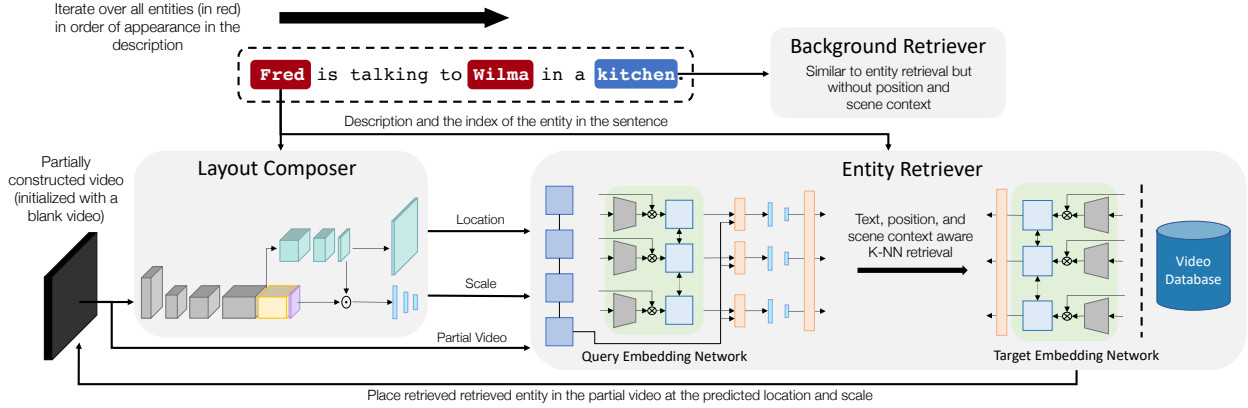 Iterate over all entities (in red)
in order of appearance in the
description
Fred is talking to Wilma in a kitchen.
Background Retriever
Similar to entity retrieval but
without position and
scene context
Description and the index of the entity in the sentence
Partially
constructed video
(initialized with a
blank video)
Layout Composer
Entity Retriever
Location
Scale
Partial Video
Text, position, and
scene context aware
K-NN retrieval
Video
Database
Query Embedding Network
Target Embedding Network
Place retrieved retrieved entity in the partial video at the predicted location and scale